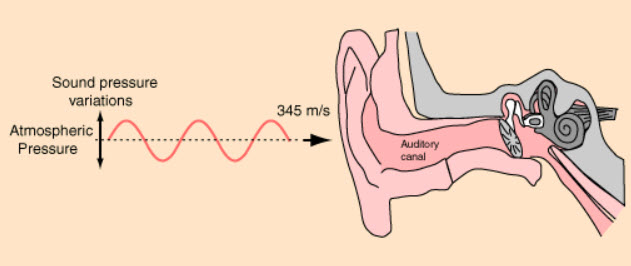 Sound pressure
variations
345 m/s
Atmospheric
Pressure
Auditory
canal